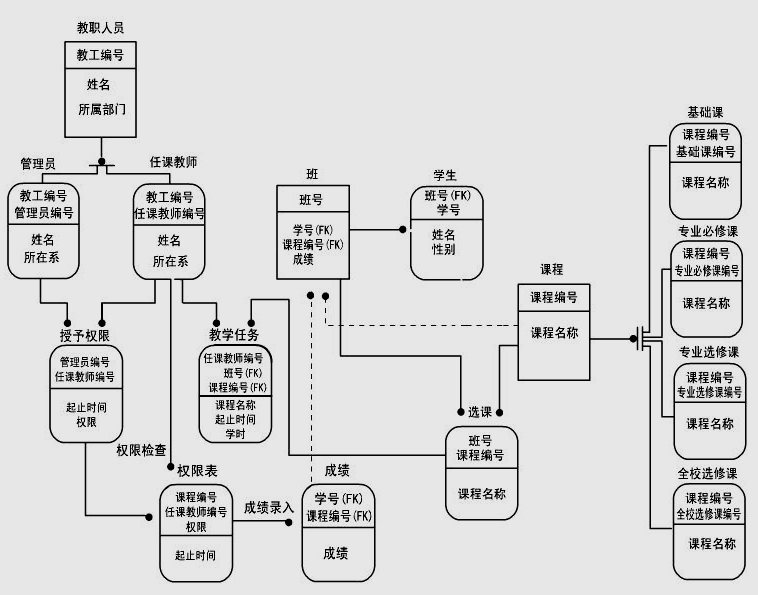 教职人员
教工编号
姓名
所属部门
管理员
教工编号
管理员编号
姓名
所在系
任课教师
教工编号
任课教师编号
姓名
所在系
班
班号
学号(FK)
课程编号(FK)
成绩
学生
班号(FK)
学号
姓名
性别
课程
课程编号
课程名称
基础课
课程编号
基础课编号
课程名称
专业必修课
课程编号
专业必修课编号
课程名称
专业选修课
课程编号
专业选修课编号
课程名称
全校选修课
课程编号
全校选修课编号
课程名称
授予权限
管理员编号
任课教师编号
起止时间
权限
教学任务
任课教师编号
班号(FK)
课程编号(FK)
课程名称
起止时间
学时
选课
班号
课程编号
课程名称
权限检查
权限表
课程编号
任课教师编号
权限
起止时间
成绩录入
成绩
学号(FK)
课程编号(FK)
成绩